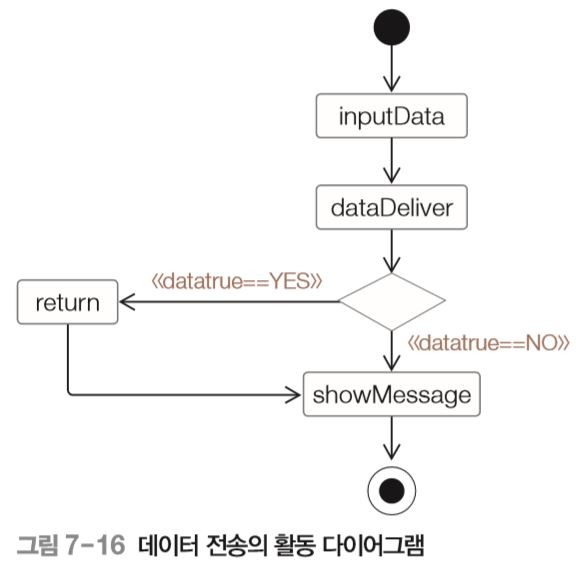 inputData
dataDeliver
《datatrue==YES》
return
《datatrue==NO》
showMessage
그림 7-16 데이터 전송의 활동 다이어그램